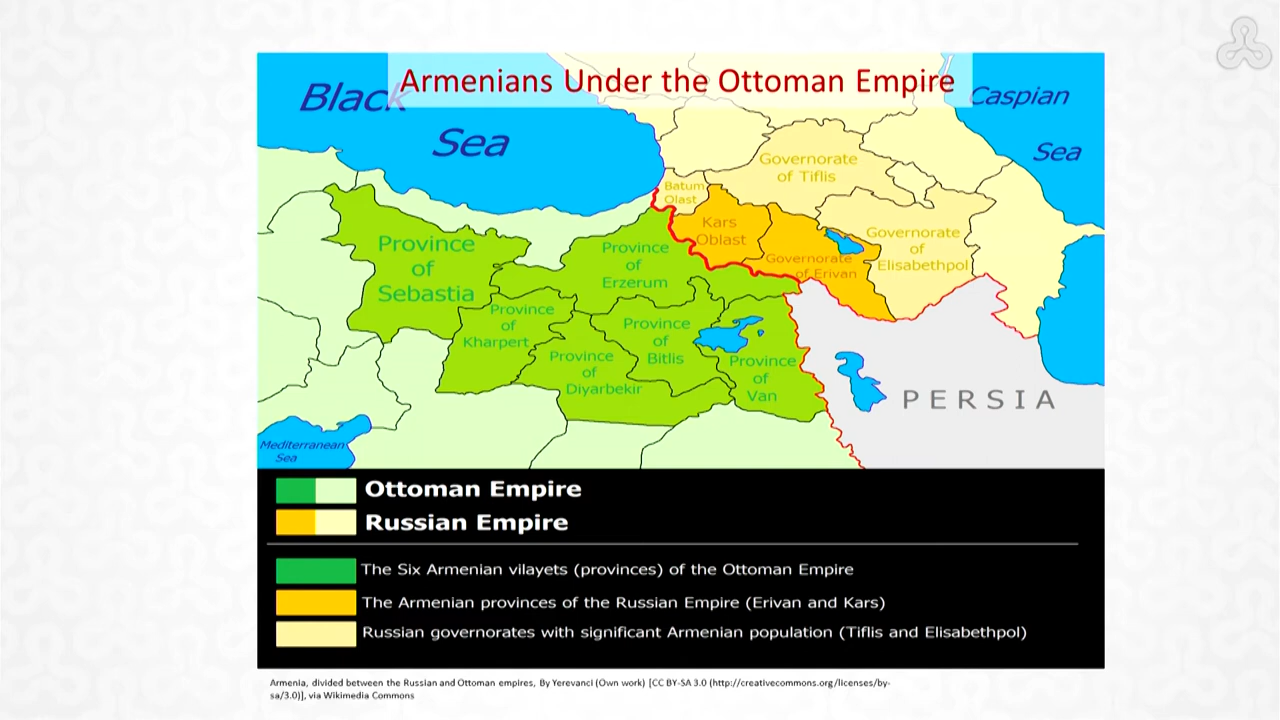 Armenians Under the Ottoman Empire
Black
Sea
Caspian
Sea
Governorate
of Tiflis
Batum
Olast
Kars
Oblast
Governorate
of
Elisabethpol
Governorate
of Erivan
Province
of
Sebastia
Province
of
Erzerum
Province
of
Kharpert
Province
of
Bitlis
Province
of
Diyarbekir
Province
of
Van
PERSIA
Mediterranean
Sea
Ottoman Empire
Russian Empire
The Six Armenian vilayets (provinces) of the Ottoman Empire
The Armenian provinces of the Russian Empire (Erivan and Kars)
Russian governorates with significant Armenian population (Tiflis and Elisabethpol)
Armenia, divided between the Russian and Ottoman empires, By Yerevanci (Own work) [CC BY-SA 3.0 (http://creativecommons.org/licenses/by-
sa/3.0)], via Wikimedia Commons